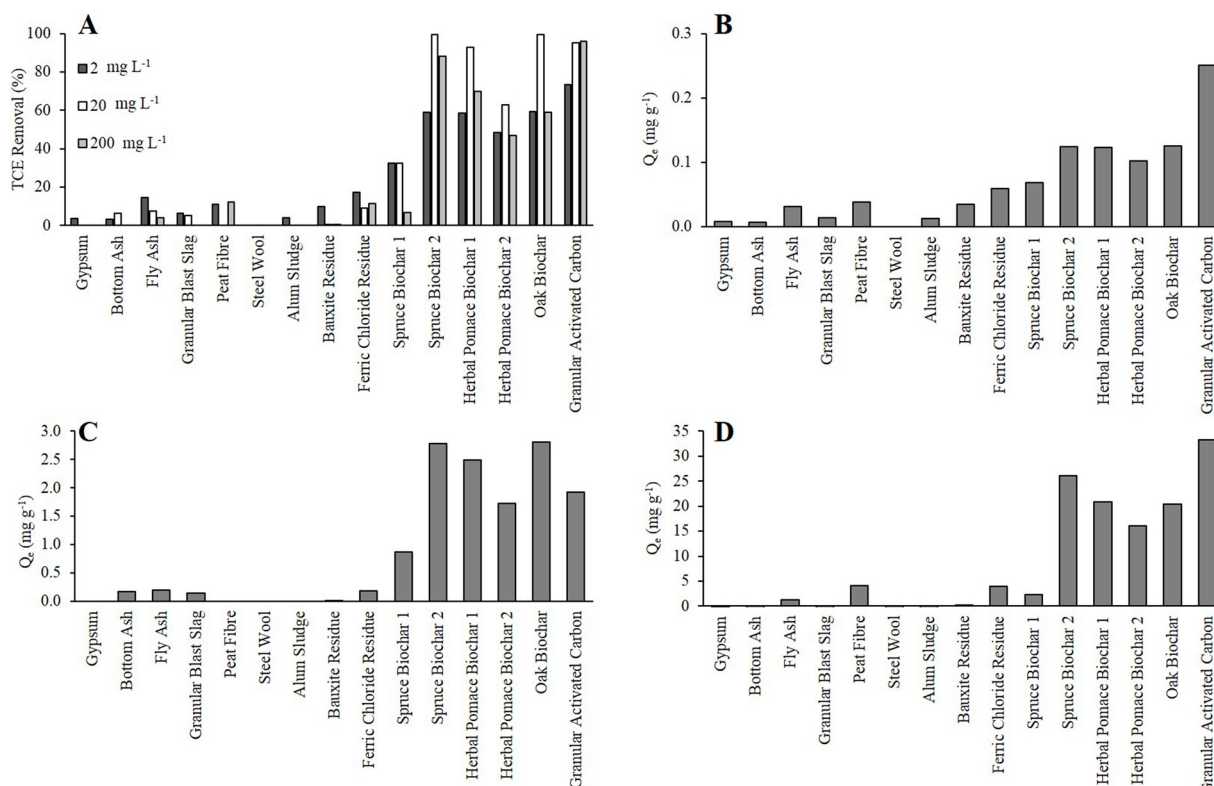 A
100
80
60
40
20
0
TCE Removal (%)
2 mg L-1
20 mg L-1
200 mg L-1
Gypsum
Bottom Ash
Fly Ash
Granular Blast Slag
Peat Fibre
Steel Wool
Alum Sludge
Bauxite Residue
Ferric Chloride Residue
Spruce Biochar 1
Spruce Biochar 2
Herbal Pomace Biochar 1
Herbal Pomace Biochar 2
Oak Biochar
Granular Activated Carbon
B
0.3
0.2
0.1
0.0
Qe (mg g-1)
Gypsum
Bottom Ash
Fly Ash
Granular Blast Slag
Peat Fibre
Steel Wool
Alum Sludge
Bauxite Residue
Ferric Chloride Residue
Spruce Biochar 1
Spruce Biochar 2
Herbal Pomace Biochar 1
Herbal Pomace Biochar 2
Oak Biochar
Granular Activated Carbon
C
3.0
2.5
2.0
1.5
1.0
0.5
0.0
Qe (mg g-1)
Gypsum
Bottom Ash
Fly Ash
Granular Blast Slag
Peat Fibre
Steel Wool
Alum Sludge
Bauxite Residue
Ferric Chloride Residue
Spruce Biochar 1
Spruce Biochar 2
Herbal Pomace Biochar 1
Herbal Pomace Biochar 2
Oak Biochar
Granular Activated Carbon
D
35
30
25
20
15
10
5
0
Qe (mg g-1)
Gypsum
Bottom Ash
Fly Ash
Granular Blast Slag
Peat Fibre
Steel Wool
Alum Sludge
Bauxite Residue
Ferric Chloride Residue
Spruce Biochar 1
Spruce Biochar 2
Herbal Pomace Biochar 1
Herbal Pomace Biochar 2
Oak Biochar
Granular Activated Carbon